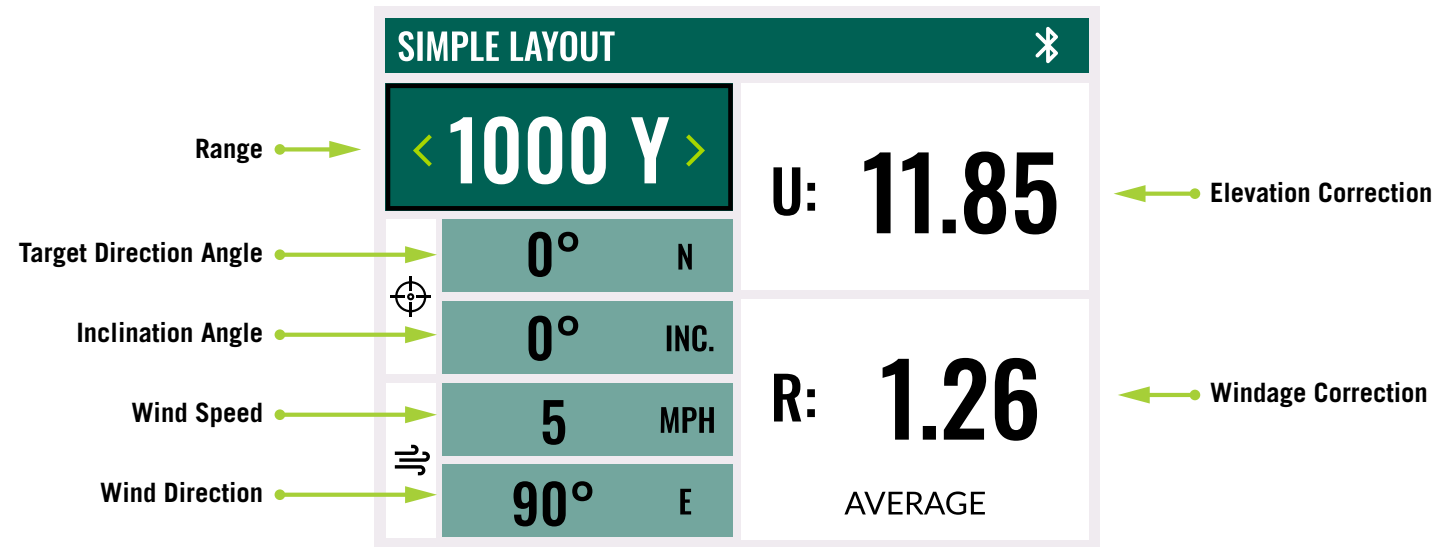 SIMPLE LAYOUT
Range
< 1000 Y >
U: 11.85
Elevation Correction
Target Direction Angle
0° N
Inclination Angle
0° INC.
Wind Speed
5 MPH
R: 1.26
Windage Correction
Wind Direction
90° E
AVERAGE